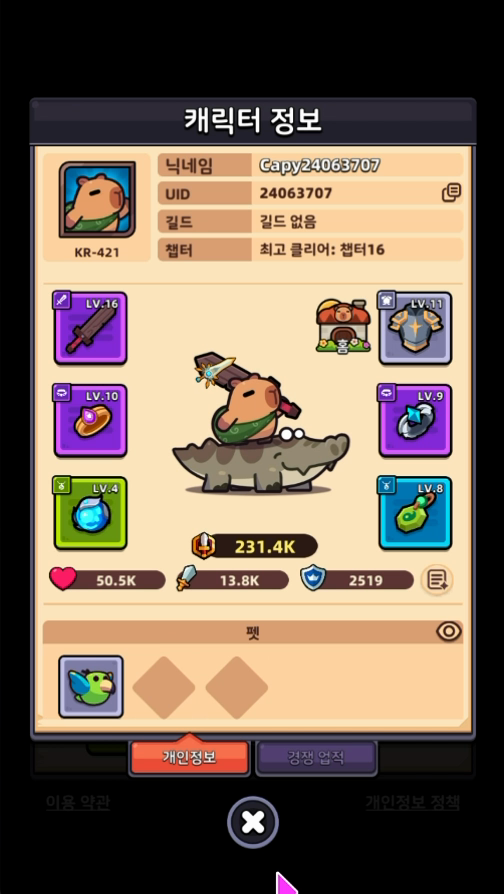 캐릭터 정보
닉네임 Capy24063707
UID 24063707
길드 길드 없음
챕터 최고 클리어: 챕터16
KR-421
LV.16
LV.11
홈
LV.10
LV.9
LV.4
LV.8
231.4K
50.5K 13.8K 2519
펫
개인정보 경쟁 업적
이용 약관 개인정보 정책